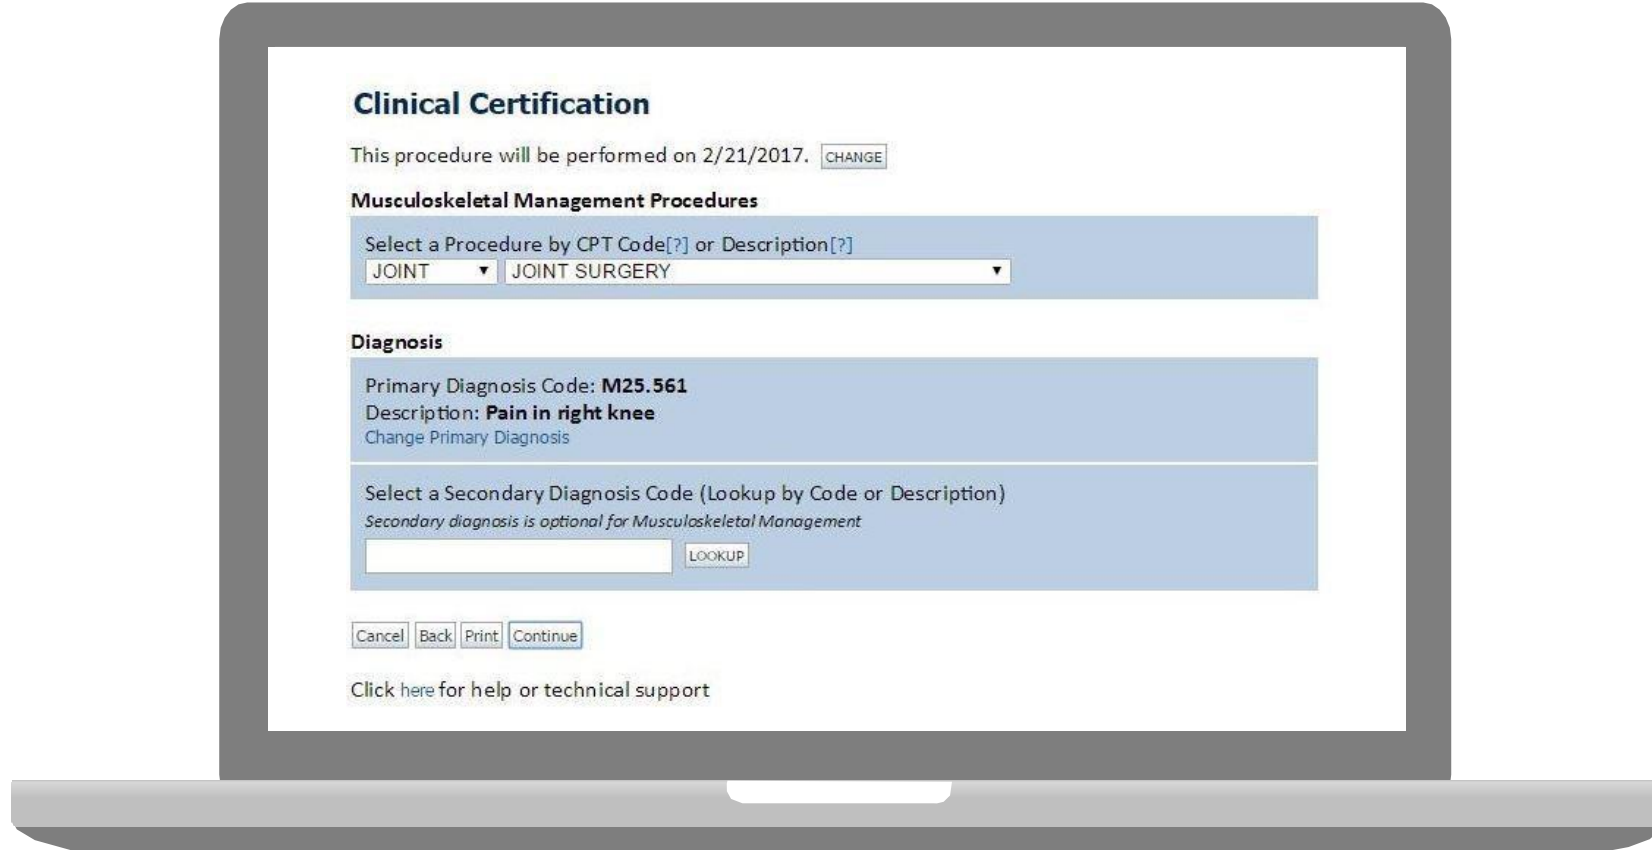 Clinical Certification
This procedure will be performed on 2/21/2017. CHANGE
Musculoskeletal Management Procedures
Select a Procedure by CPT Code[?] or Description[?]
JOINT ▼ JOINT SURGERY ▼
Diagnosis
Primary Diagnosis Code: M25.561
Description: Pain in right knee
Change Primary Diagnosis
Select a Secondary Diagnosis Code (Lookup by Code or Description)
Secondary diagnosis is optional for Musculoskeletal Management
LOOKUP
Cancel Back Print Continue
Click here for help or technical support